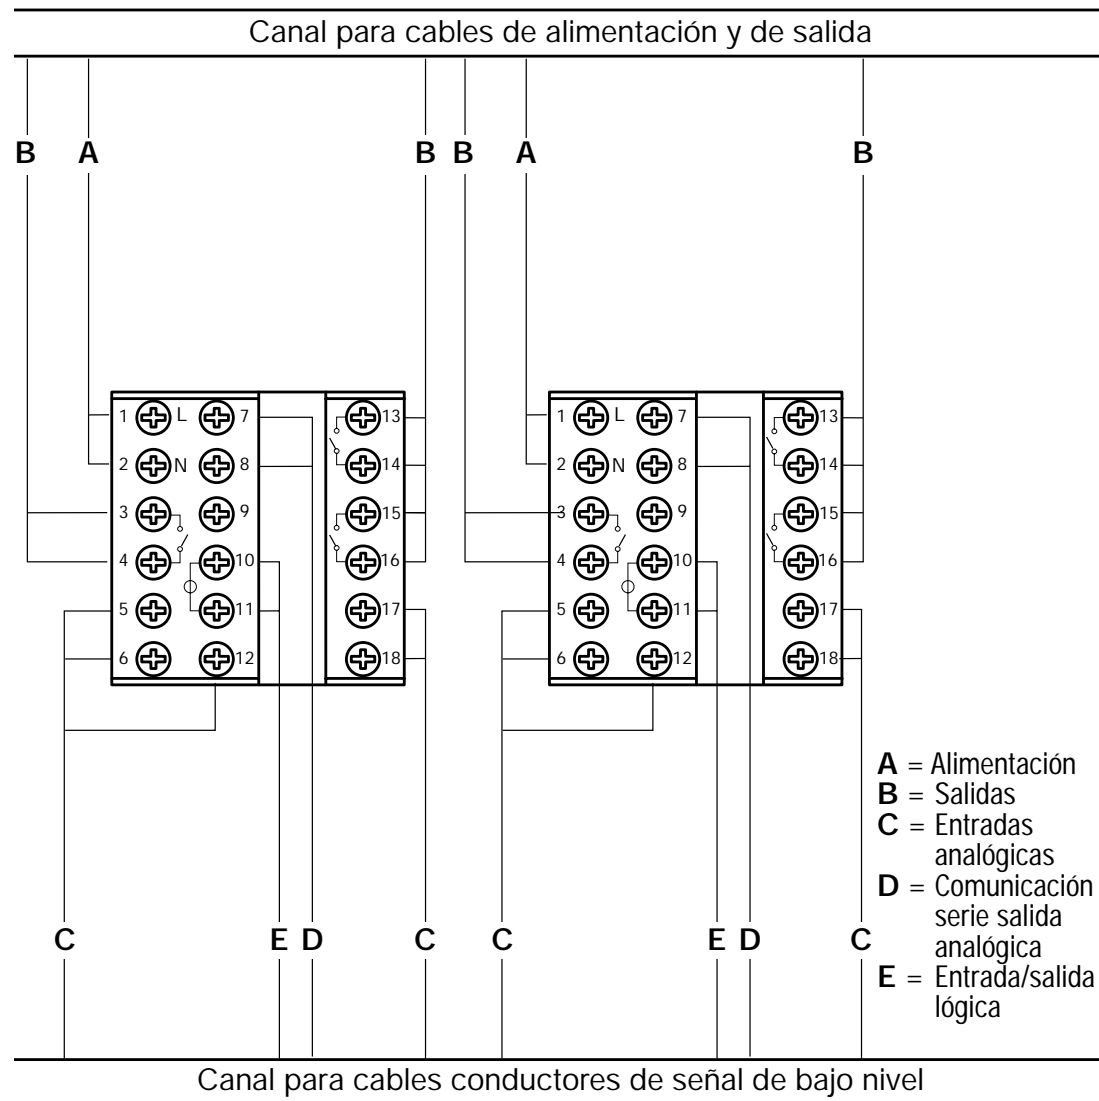 Canal para cables de alimentación y de salida
B A B B A B
1 L 7 13 1 L 7 13
2 N 8 14 2 N 8 14
3 9 15 3 9 15
4 10 16 4 10 16
5 11 17 5 11 17
6 12 18 6 12 18
A = Alimentación
B = Salidas
C = Entradas
analógicas
D = Comunicación
serie salida
analógica
E = Entrada/salida
lógica
C E D C C E D C
Canal para cables conductores de señal de bajo nivel